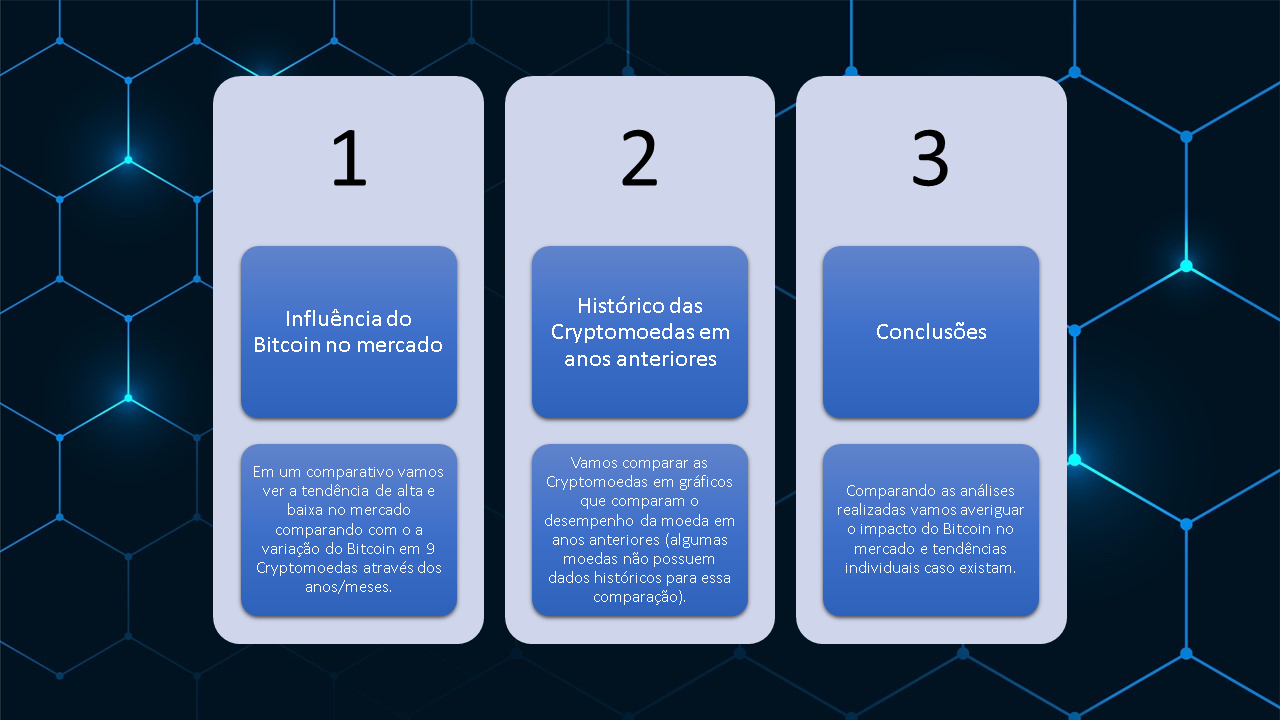 1
Influência do
Bitcoin no mercado
Em um comparativo vamos
ver a tendência de alta e
baixa no mercado
comparando com o a
variação do Bitcoin em 9
Cryptomoedas através dos
anos/meses.
2
Histórico das
Cryptomoedas em
anos anteriores
Vamos comparar as
Cryptomoedas em gráficos
que comparam o
desempenho da moeda em
anos anteriores (algumas
moedas não possuem
dados históricos para essa
comparação).
3
Conclusões
Comparando as análises
realizadas vamos averiguar
o impacto do Bitcoin no
mercado e tendências
individuais caso existam.